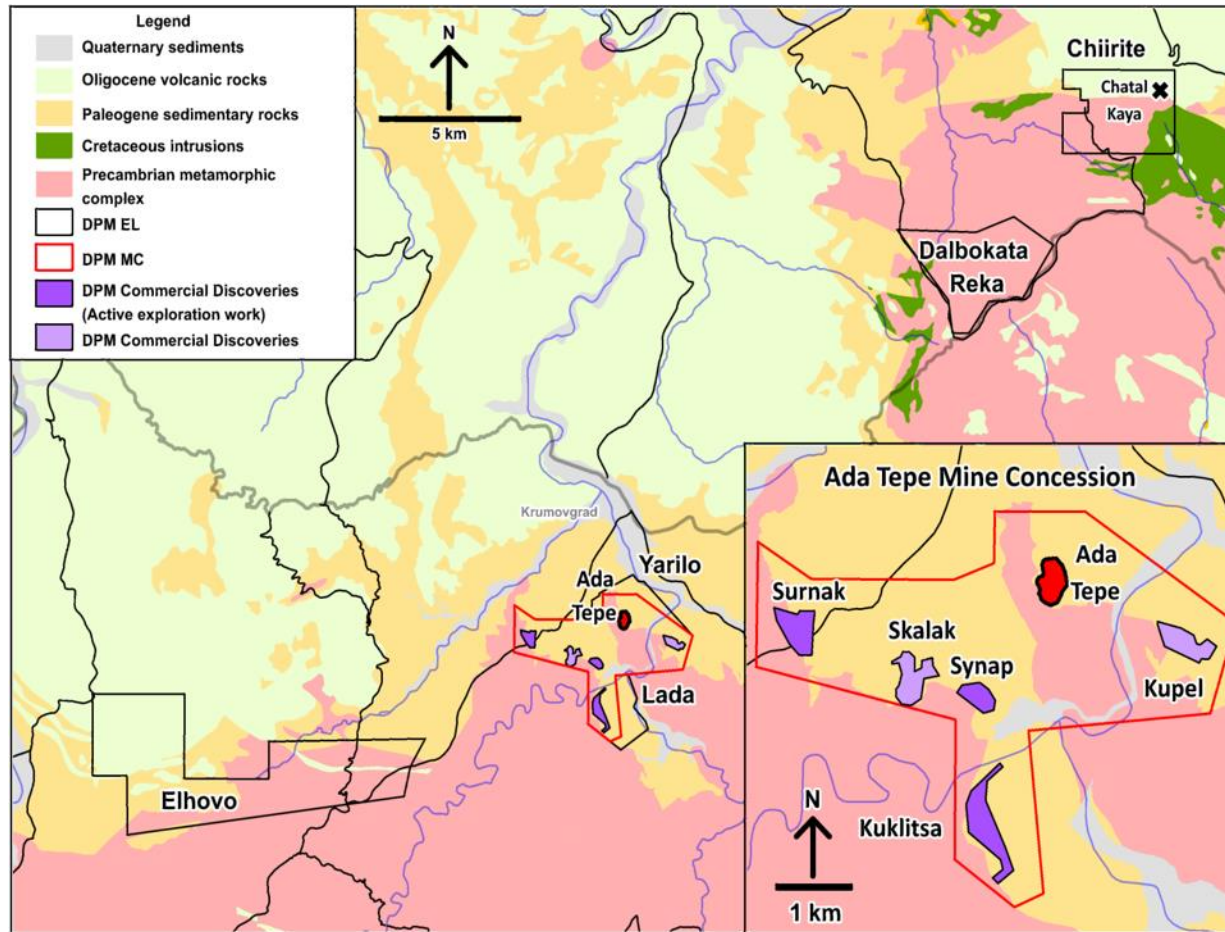 Legend
Quaternary sediments
Oligocene volcanic rocks
Paleogene sedimentary rocks
Cretaceous intrusions
Precambrian metamorphic
complex
DPM EL
DPM MC
DPM Commercial Discoveries
(Active exploration work)
DPM Commercial Discoveries
N
5 km
Chiirite
Chatal
Kaya
Dalbokata
Reka
Krumovgrad
Yarilo
Ada
Tepe
Lada
Elhovo
Ada Tepe Mine Concession
Ada
Tepe
Surnak
Skalak
Synap
Kupel
Kuklitsa
N
1 km